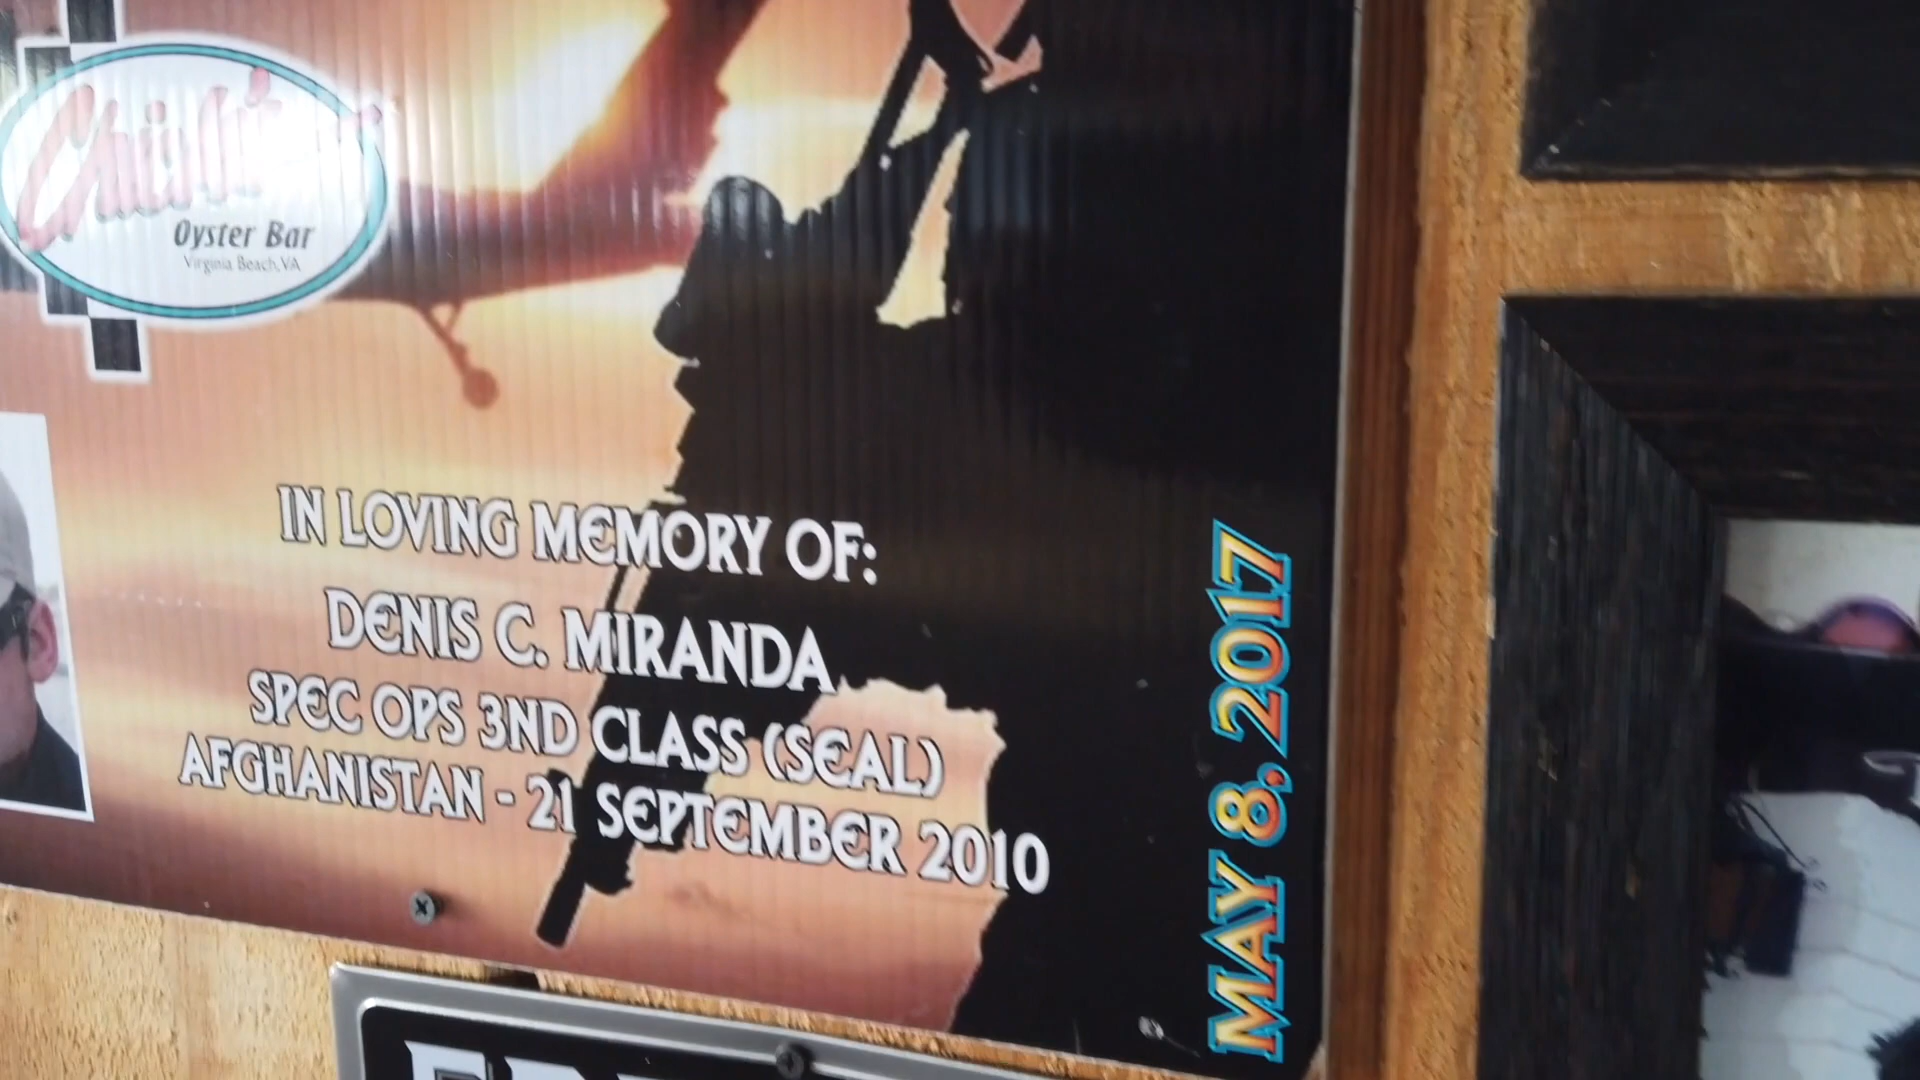 Chick's
Oyster Bar
Virginia Beach, VA
IN LOVING MEMORY OF:
DENIS C. MIRANDA
SPEC OPS 3ND CLASS (SEAL)
AFGHANISTAN - 21 SEPTEMBER 2010
MAY 8, 2017